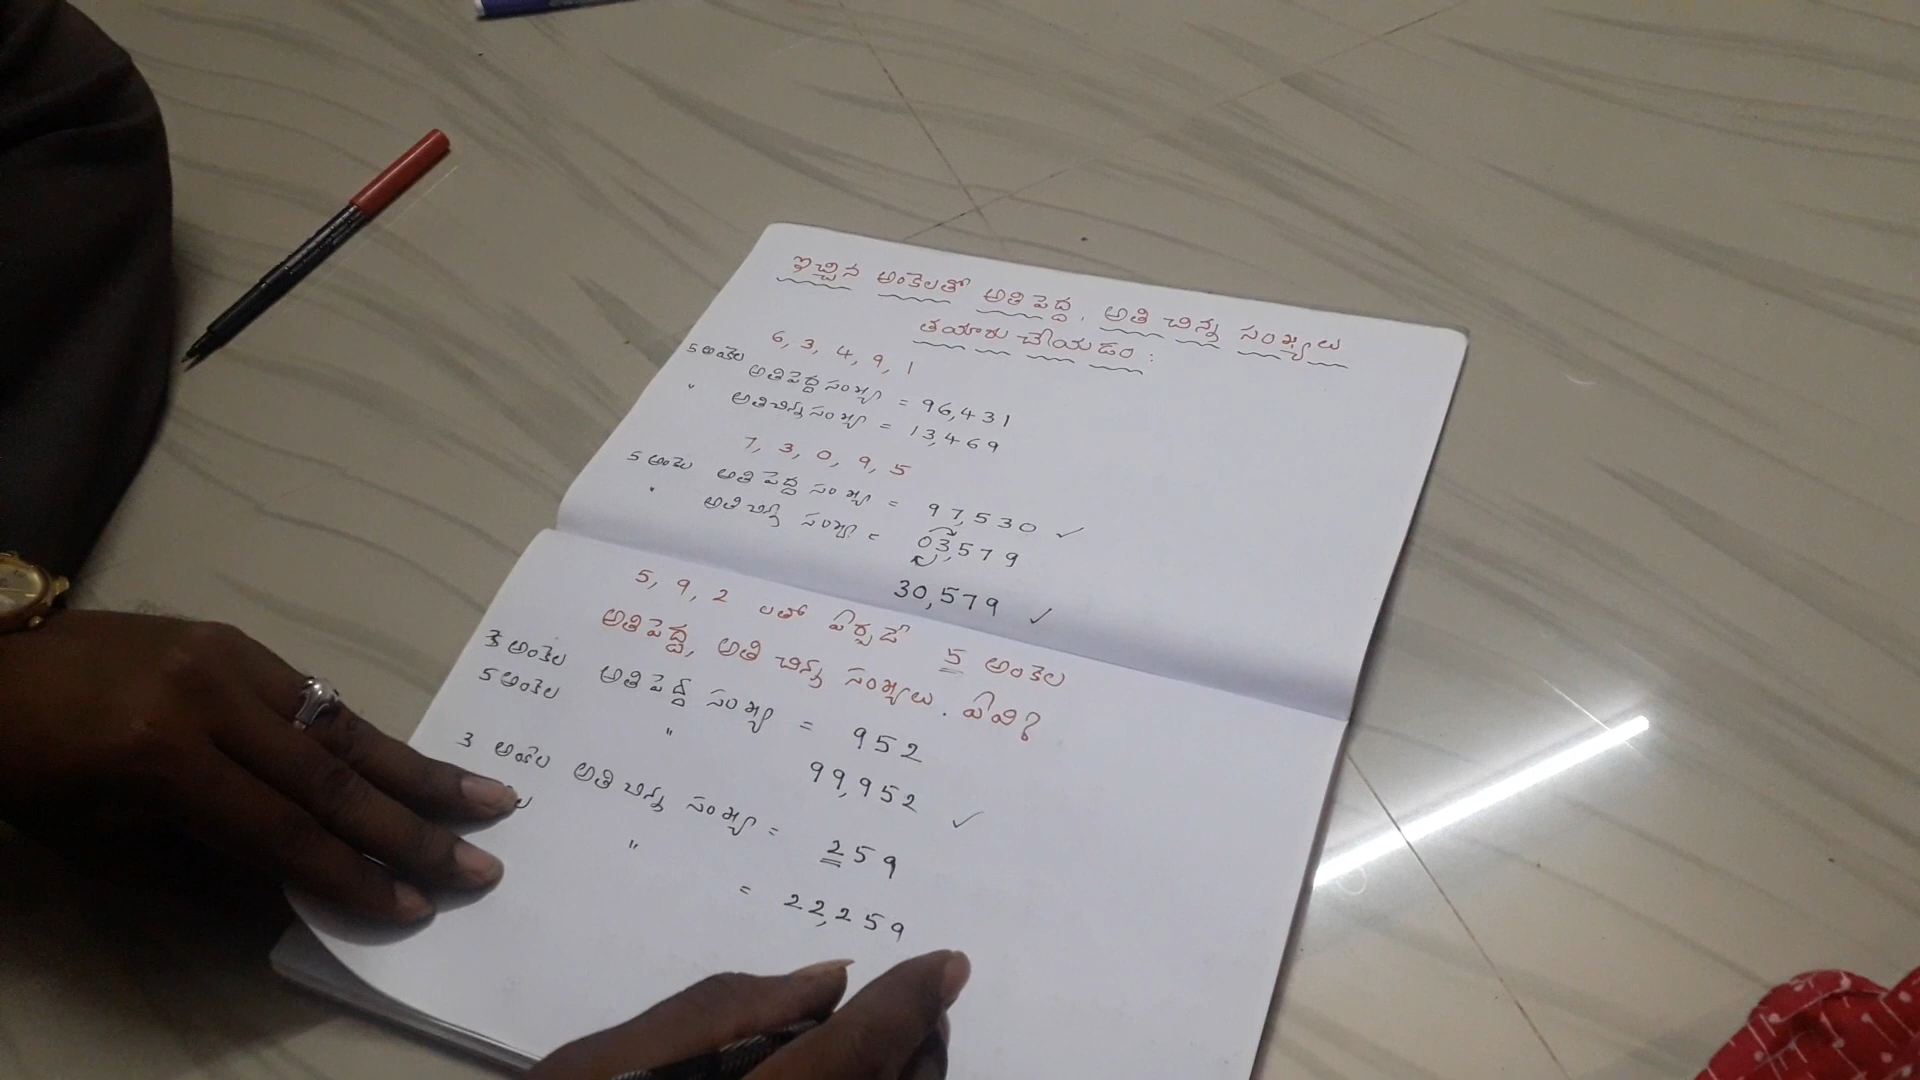 ఇచ్చిన అంకెలతో అతిపెద్ద, అతి చిన్న సంఖ్యలు
తయారు చేయడం :
6, 3, 4, 9, 1
5 అంకెల అతిపెద్ద సంఖ్య = 96,431
" అతిచిన్న సంఖ్య = 13,469
7, 3, 0, 9, 5
5 అంకెల అతి పెద్ద సంఖ్య = 97,530 ✓
" అతి చిన్న సంఖ్య = 03,579
30,579 ✓
5, 9, 2 లతో ఏర్పడే 5 అంకెల
అతిపెద్ద, అతి చిన్న సంఖ్యలు. ఏవి?
3 అంకెల అతి పెద్ద సంఖ్య = 952
5 అంకెల " 99,952 ✓
3 అంకెల అతి చిన్న సంఖ్య = 259
" = 22,259